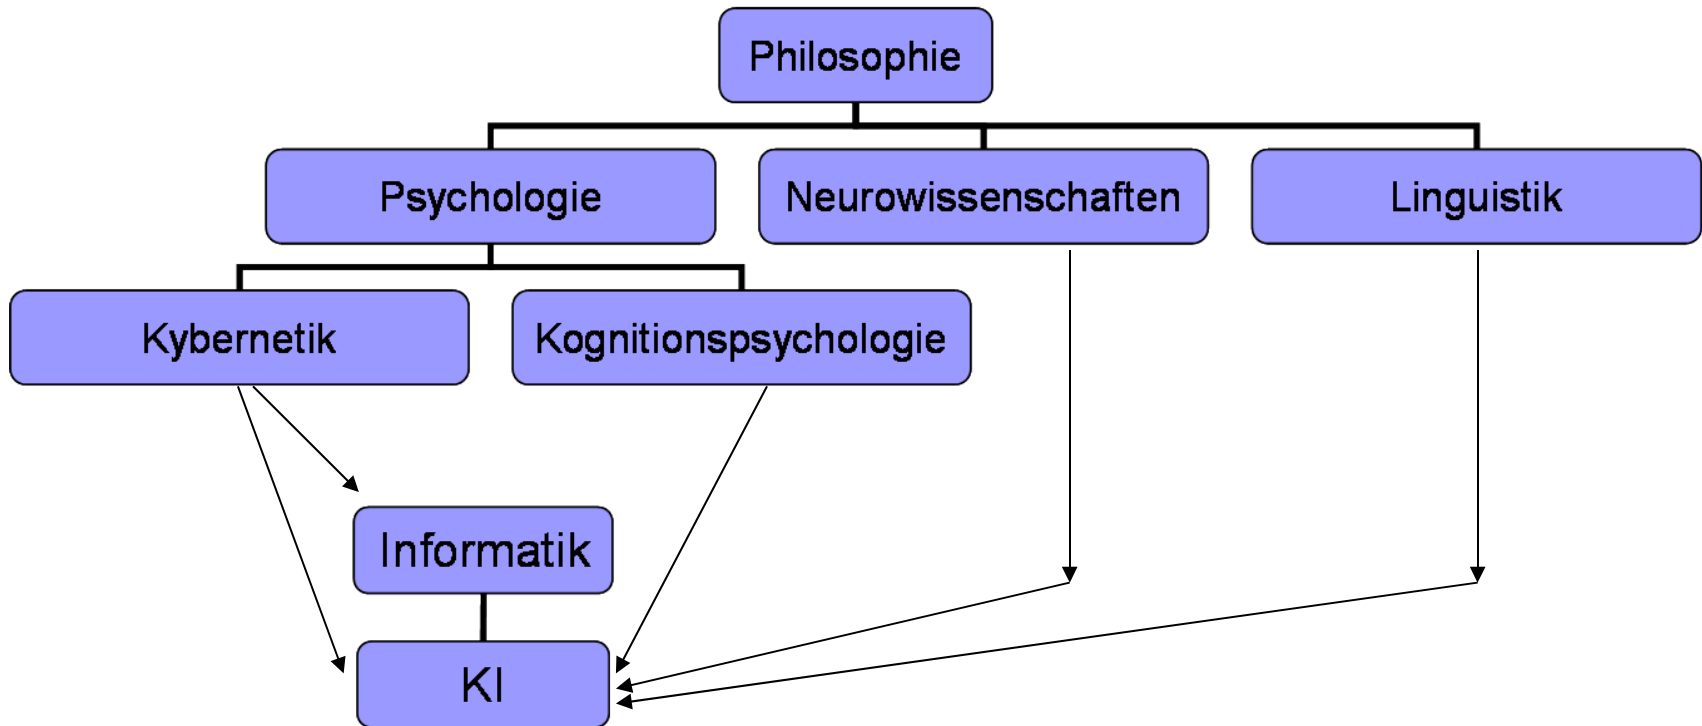 Philosophie
Psychologie
Neurowissenschaften
Linguistik
Kybernetik
Kognitionspsychologie
Informatik
KI